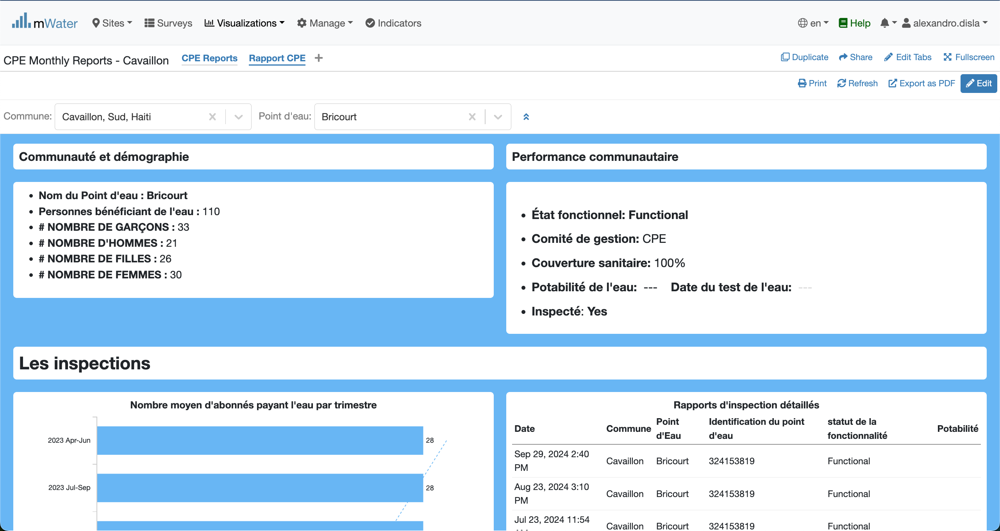 mWater Sites Surveys Visualizations Manage Indicators en Help alexandro.disla
CPE Monthly Reports - Cavaillon CPE Reports Rapport CPE + Duplicate Share Edit Tabs Fullscreen
Print Refresh Export as PDF Edit
Commune: Cavaillon, Sud, Haiti Point d'eau: Bricourt
Communauté et démographie
Nom du Point d'eau : Bricourt
Personnes bénéficiant de l'eau : 110
# NOMBRE DE GARÇONS : 33
# NOMBRE D'HOMMES : 21
# NOMBRE DE FILLES : 26
# NOMBRE DE FEMMES : 30
Performance communautaire
État fonctionnel: Functional
Comité de gestion: CPE
Couverture sanitaire: 100%
Potabilité de l'eau: --- Date du test de l'eau: ---
Inspecté: Yes
Les inspections
Nombre moyen d'abonnés payant l'eau par trimestre
2023 Apr-Jun 28
2023 Jul-Sep 28
Rapports d'inspection détaillés
Date Commune Point d'Eau Identification du point d'eau statut de la fonctionnalité Potabilité
Sep 29, 2024 2:40 PM Cavaillon Bricourt 324153819 Functional
Aug 23, 2024 3:10 PM Cavaillon Bricourt 324153819 Functional
Jul 23, 2024 11:54 Cavaillon Bricourt 324153819 Functional